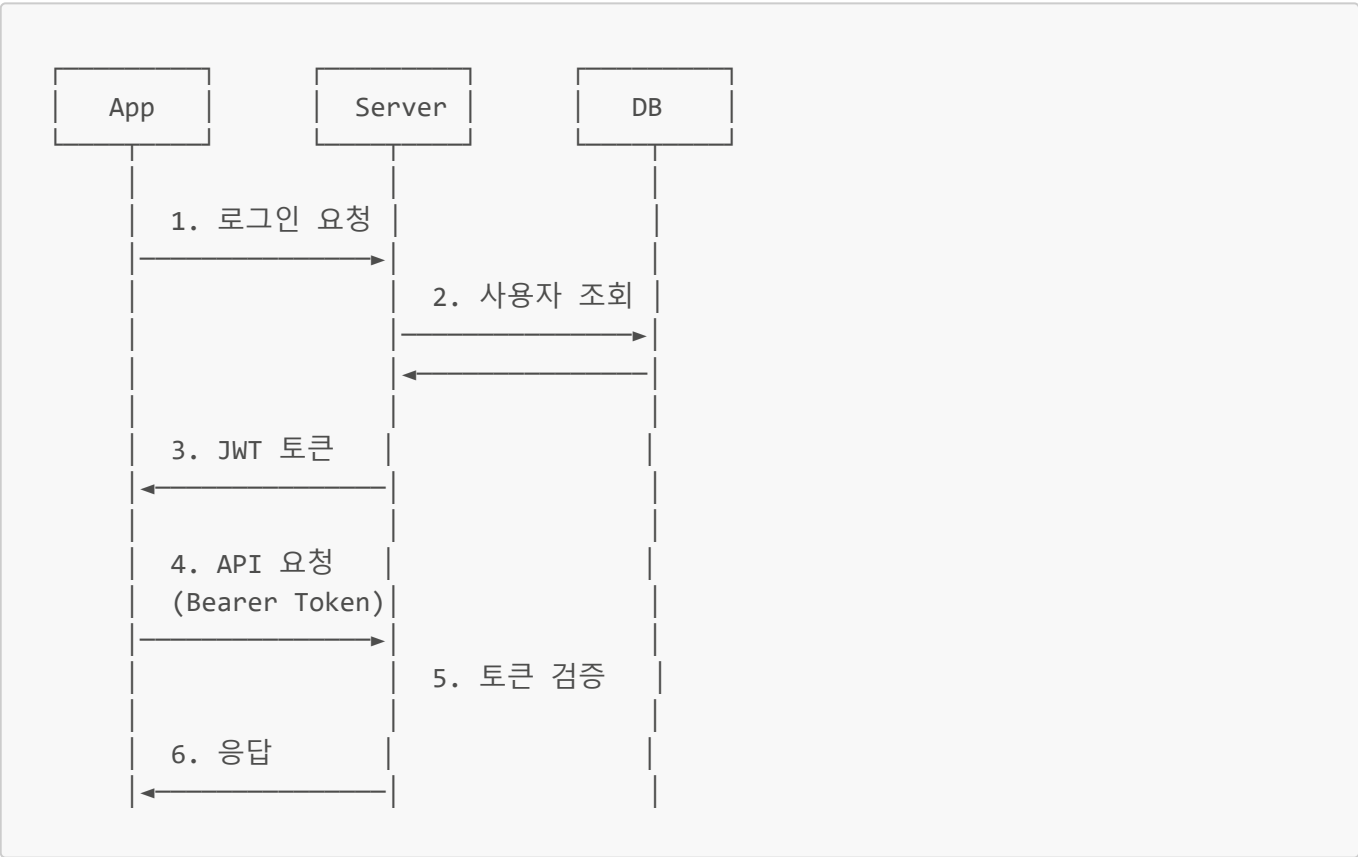 App Server DB
1. 로그인 요청
2. 사용자 조회
3. JWT 토큰
4. API 요청
(Bearer Token)
5. 토큰 검증
6. 응답